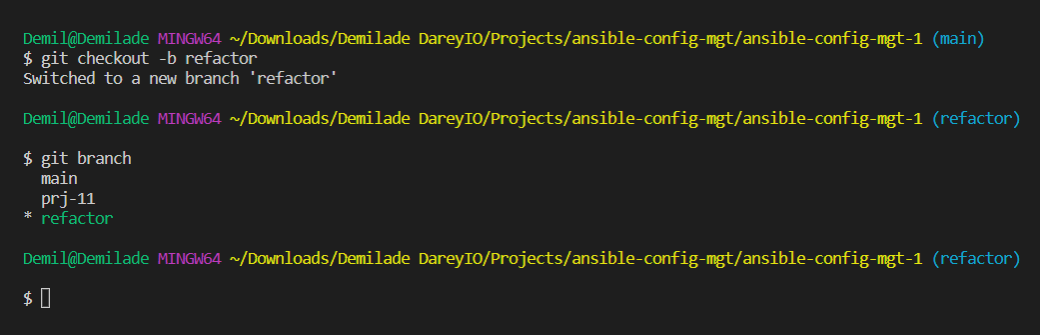 Demil@Demilade MINGW64 ~/Downloads/Demilade DareyIO/Projects/ansible-config-mgt/ansible-config-mgt-1 (main)
$ git checkout -b refactor
Switched to a new branch 'refactor'
Demil@Demilade MINGW64 ~/Downloads/Demilade DareyIO/Projects/ansible-config-mgt/ansible-config-mgt-1 (refactor)
$ git branch
  main
  prj-11
* refactor
Demil@Demilade MINGW64 ~/Downloads/Demilade DareyIO/Projects/ansible-config-mgt/ansible-config-mgt-1 (refactor)
$